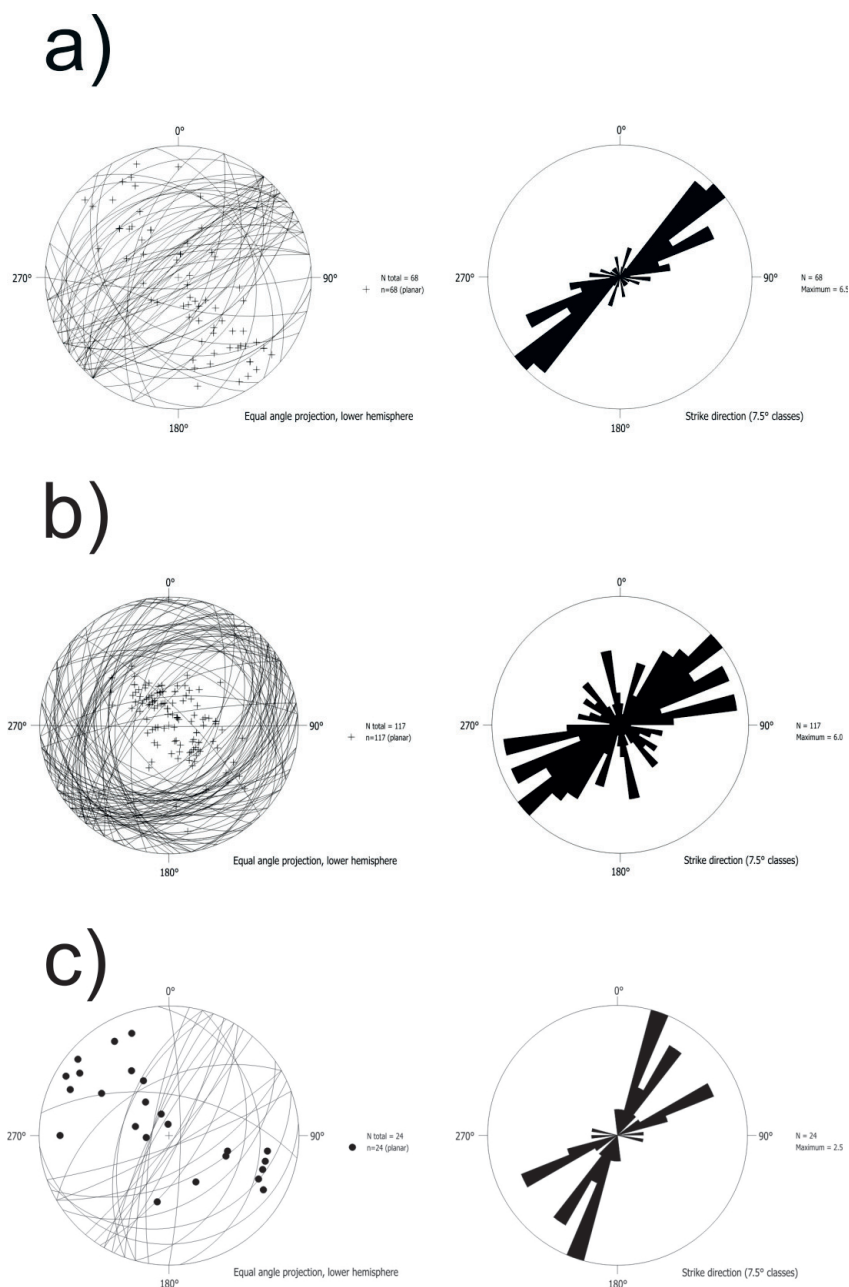 a)
0°
0°
270°
90°
N total = 68
n=68 (planar)
270°
90°
N = 68
Maximum = 6.5
Equal angle projection, lower hemisphere
Strike direction (7.5° classes)
180°
180°
b)
0°
0°
270°
90°
N total = 117
n=117 (planar)
270°
90°
N = 117
Maximum = 6.0
Equal angle projection, lower hemisphere
Strike direction (7.5° classes)
180°
180°
c)
0°
0°
270°
90°
N total = 24
n=24 (planar)
270°
90°
N = 24
Maximum = 2.5
Equal angle projection, lower hemisphere
Strike direction (7.5° classes)
180°
180°